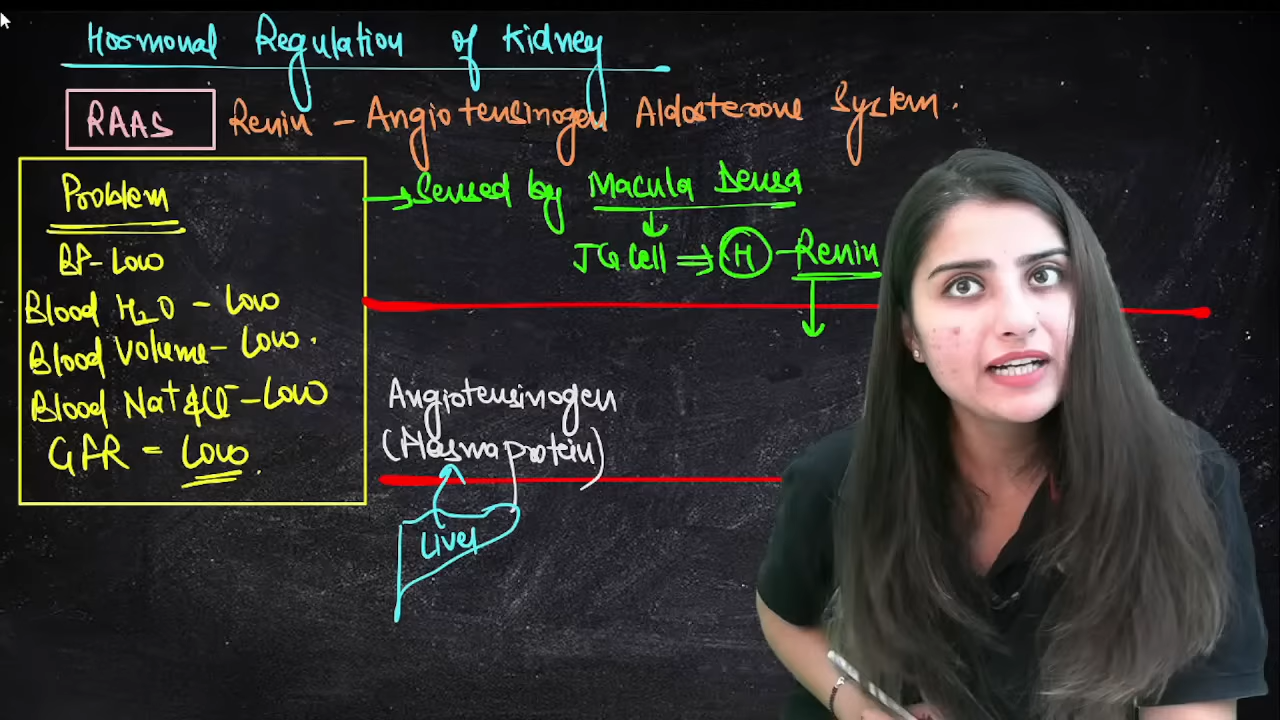 Hormonal Regulation of Kidney
RAAS Renin - Angiotensinogen Aldosterone System.
Problem
BP - Low
Blood H2O - Low
Blood Volume - Low.
Blood Na+ & Cl- - Low
GFR = Low.
→ Sensed by Macula Densa
↓
JG Cell ⇒ H - Renin
↓
Angiotensinogen
(Plasma protein)
Liver